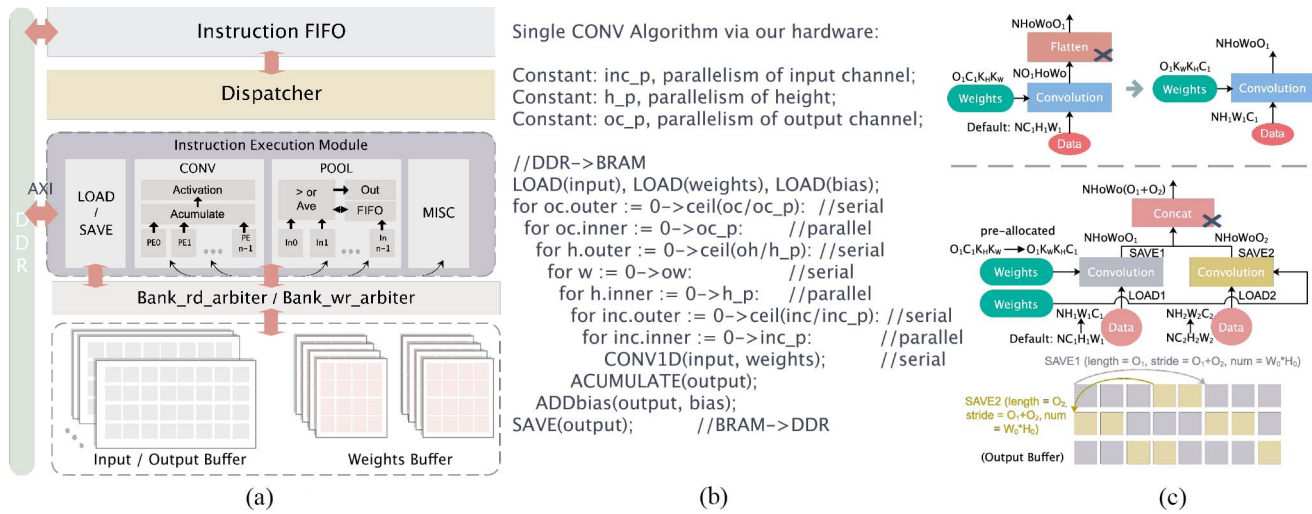 Instruction FIFO
Dispatcher
Instruction Execution Module
AXI
DDR
LOAD
/
SAVE
CONV
Activation
Acumulate
PE0
PE1
PE
n-1
POOL
> or
Ave
Out
FIFO
In0
In1
In
n-1
MISC
Bank_rd_arbiter / Bank_wr_arbiter
Input / Output Buffer
Weights Buffer
(a)
Single CONV Algorithm via our hardware:
Constant: inc_p, parallelism of input channel;
Constant: h_p, parallelism of height;
Constant: oc_p, parallelism of output channel;
//DDR->BRAM
LOAD(input), LOAD(weights), LOAD(bias);
for oc.outer := 0->ceil(oc/oc_p): //serial
for oc.inner := 0->oc_p: //parallel
for h.outer := 0->ceil(oh/h_p): //serial
for w := 0->ow: //serial
for h.inner := 0->h_p: //parallel
for inc.outer := 0->ceil(inc/inc_p): //serial
for inc.inner := 0->inc_p: //parallel
CONV1D(input, weights); //serial
ACUMULATE(output);
ADDbias(output, bias);
SAVE(output); //BRAM->DDR
(b)
NHoWoO₁
Flatten
NO₁HoWo
O₁C₁KHKW
Weights
Convolution
Default: NC₁H₁W₁
Data
NHoWoO₁
O₁KWKHC₁
Weights
Convolution
NH₁W₁C₁
Data
NHoWo(O₁+O₂)
Concat
pre-allocated
O₁C₁KHKW
O₁KWKHC₁
NHoWoO₁
SAVE1
NHoWoO₂
SAVE2
Weights
Convolution
Convolution
Weights
LOAD1
LOAD2
NH₁W₁C₁
Data
NH₂W₂C₂
Data
Default: NC₁H₁W₁
NC₂H₂W₂
SAVE1 (length = O₁, stride = O₁+O₂, num = W₀*H₀)
SAVE2 (length = O₂,
stride = O₁+O₂, num
= W₀*H₀)
(Output Buffer)
(c)